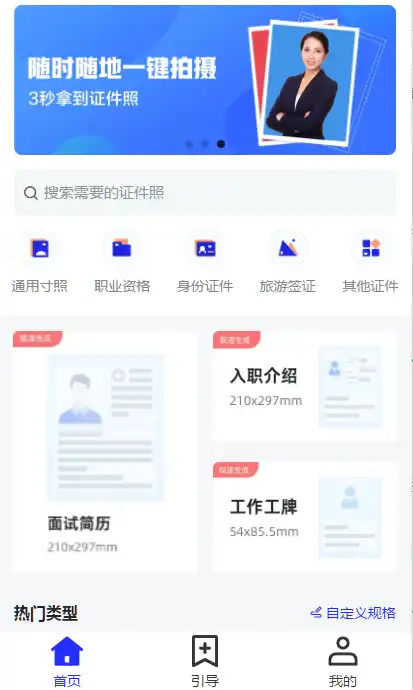 随时随地一键拍摄
3秒拿到证件照
搜索需要的证件照
通用寸照 职业资格 身份证件 旅游签证 其他证件
极速生成
面试简历
210x297mm
极速生成
入职介绍
210x297mm
极速生成
工作工牌
54x85.5mm
热门类型 自定义规格
首页 引导 我的